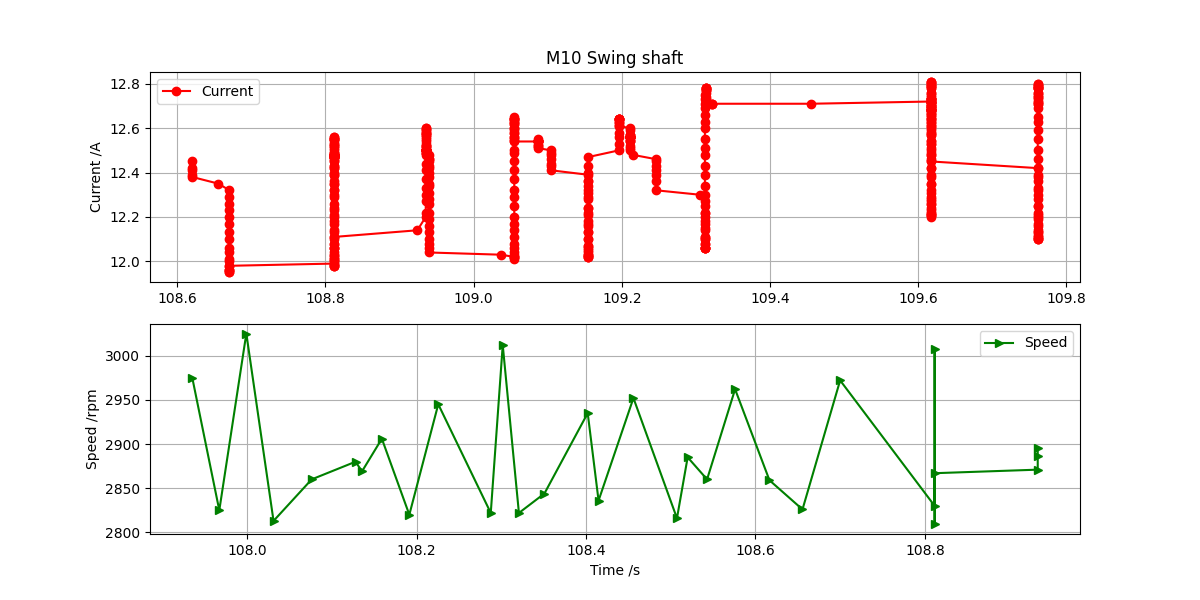 M10 Swing shaft
Current /A
12.8
12.6
12.4
12.2
12.0
Current
108.6 108.8 109.0 109.2 109.4 109.6 109.8
Speed /rpm
3000
2950
2900
2850
2800
Speed
108.0 108.2 108.4 108.6 108.8
Time /s